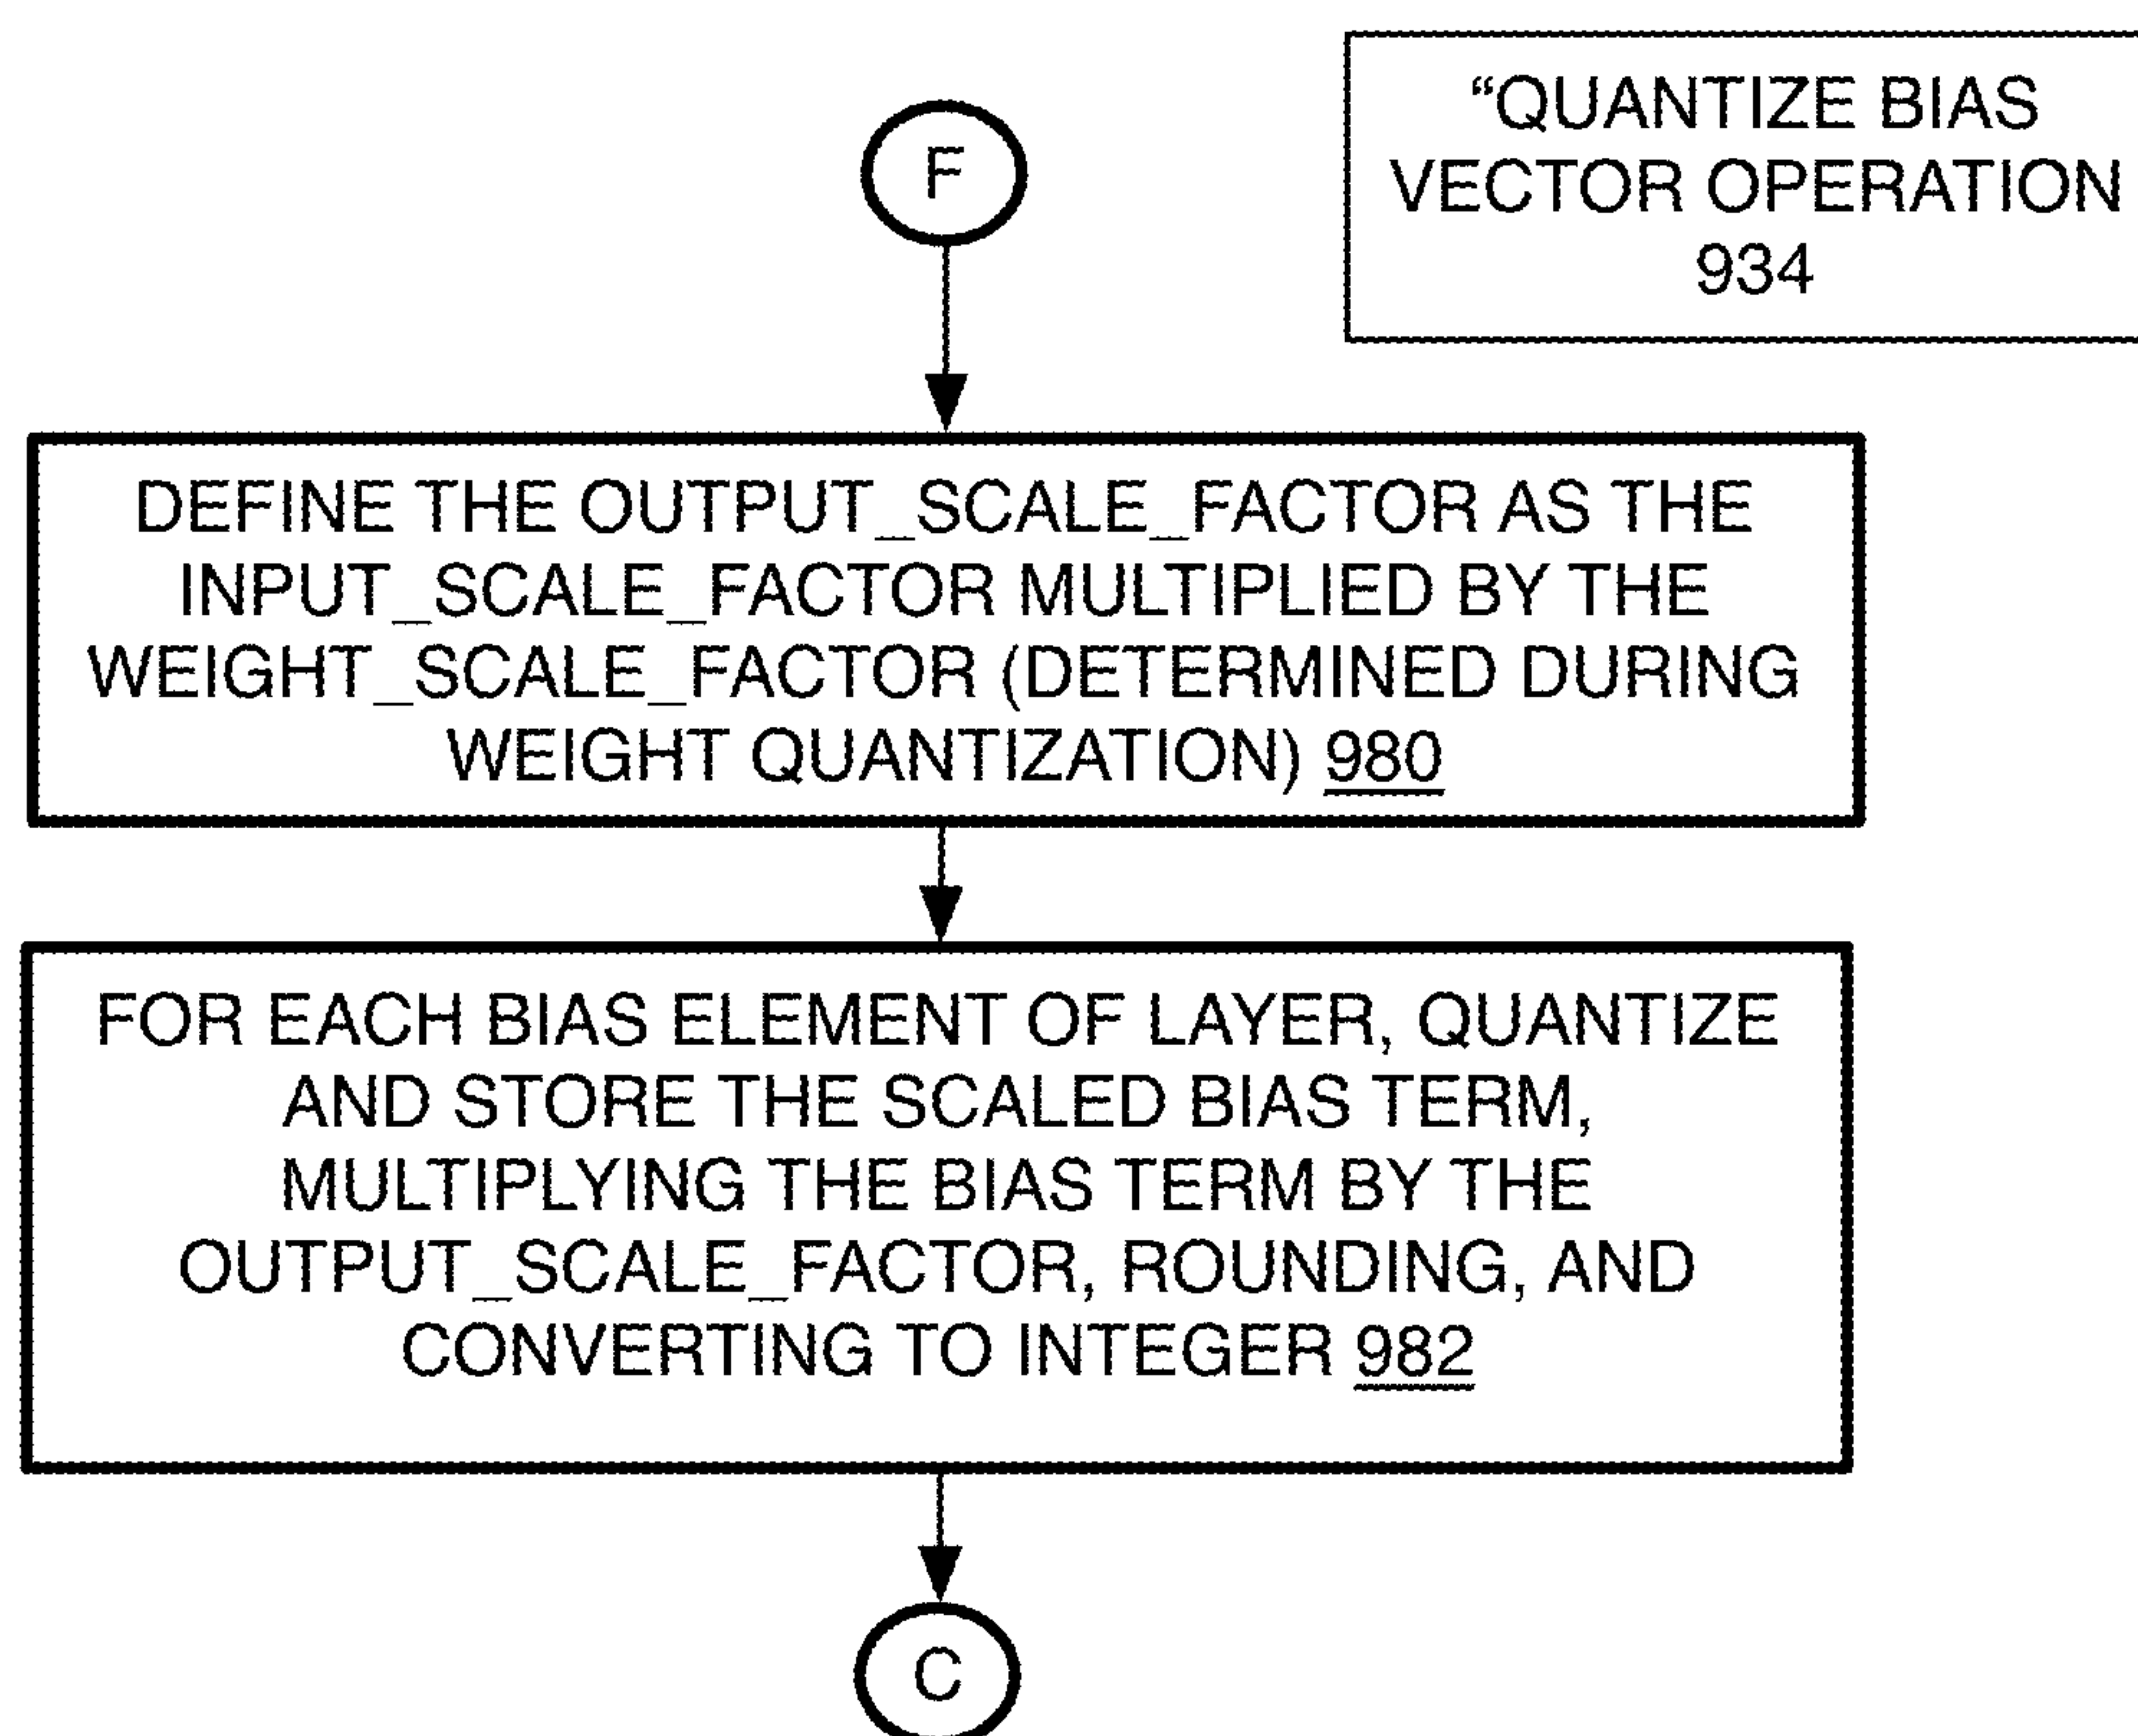 F
“QUANTIZE BIAS
VECTOR OPERATION
934
DEFINE THE OUTPUT_SCALE_FACTOR AS THE
INPUT_SCALE_FACTOR MULTIPLIED BY THE
WEIGHT_SCALE_FACTOR (DETERMINED DURING
WEIGHT QUANTIZATION) 980
FOR EACH BIAS ELEMENT OF LAYER, QUANTIZE
AND STORE THE SCALED BIAS TERM,
MULTIPLYING THE BIAS TERM BY THE
OUTPUT_SCALE_FACTOR, ROUNDING, AND
CONVERTING TO INTEGER 982
C